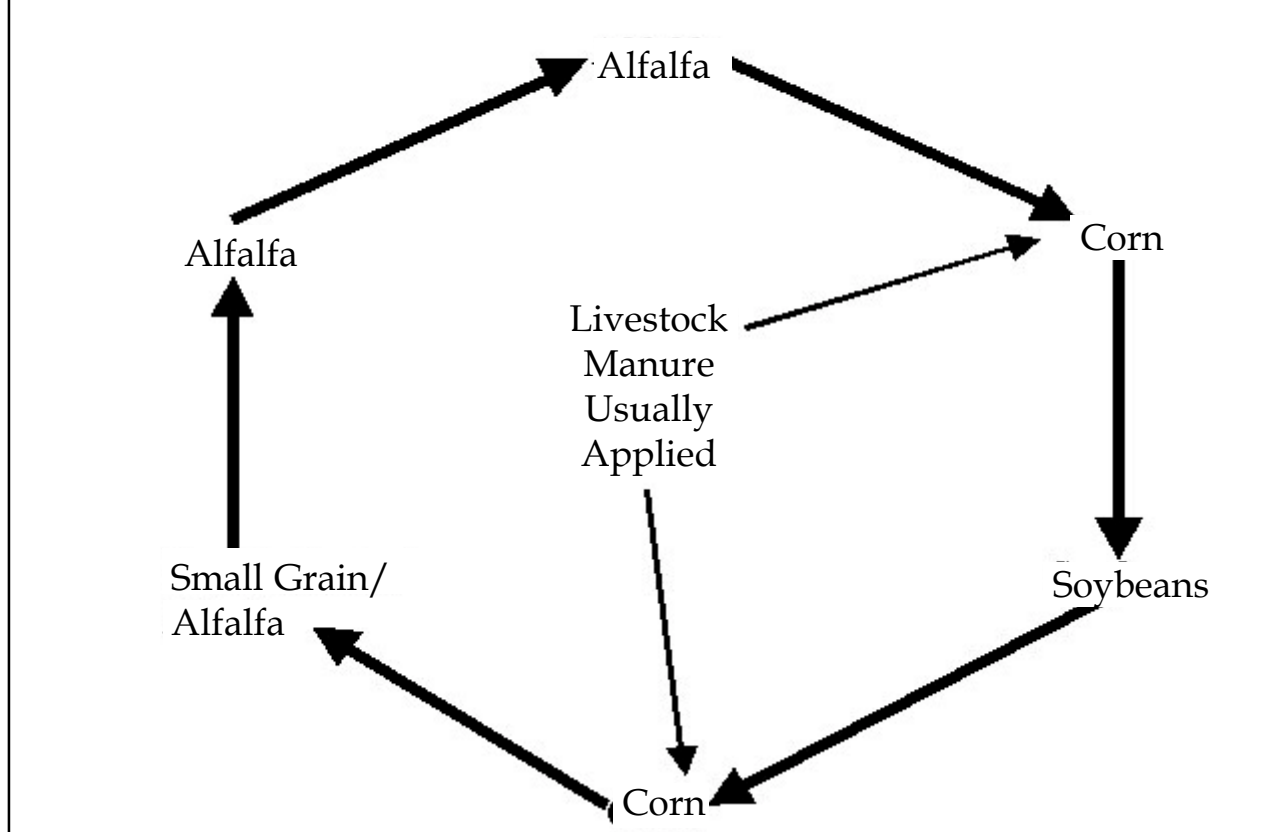 Alfalfa
Corn
Alfalfa
Livestock
Manure
Usually
Applied
Small Grain/
Alfalfa
Soybeans
Corn